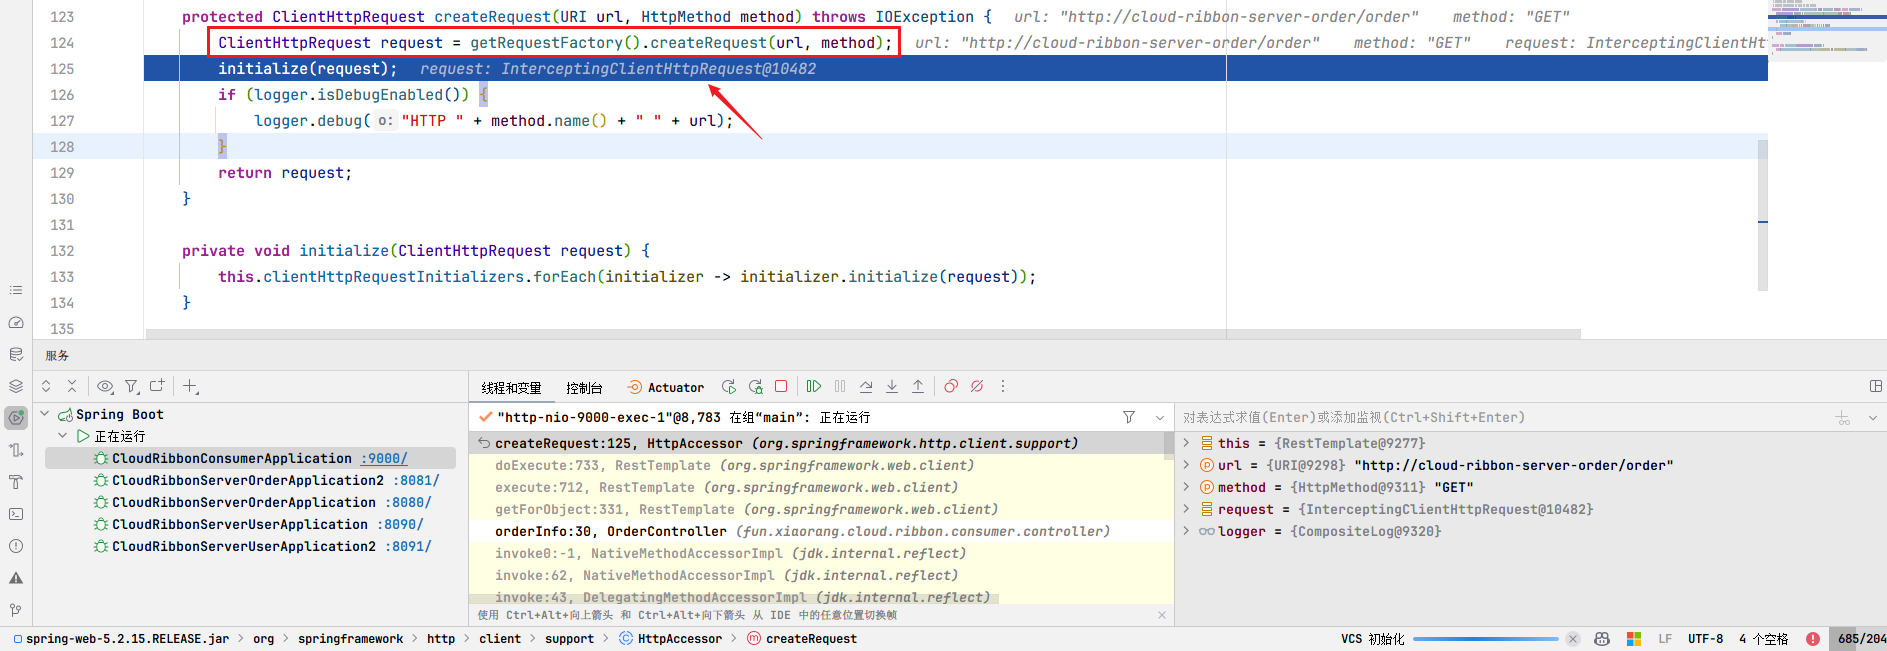 123 protected ClientHttpRequest createRequest(URI url, HttpMethod method) throws IOException { url: "http://cloud-ribbon-server-order/order" method: "GET"
124 ClientHttpRequest request = getRequestFactory().createRequest(url, method); url: "http://cloud-ribbon-server-order/order" method: "GET" request: InterceptingClientHt
125 initialize(request); request: InterceptingClientHttpRequest@10482
126 if (logger.isDebugEnabled()) {
127 logger.debug( o: "HTTP " + method.name() + " " + url);
128 }
129 return request;
130 }
131
132 private void initialize(ClientHttpRequest request) {
133 this.clientHttpRequestInitializers.forEach(initializer -> initializer.initialize(request));
134 }
135
服务
线程和变量 控制台 Actuator
Spring Boot
正在运行
CloudRibbonConsumerApplication :9000/
CloudRibbonServerOrderApplication2 :8081/
CloudRibbonServerOrderApplication :8080/
CloudRibbonServerUserApplication :8090/
CloudRibbonServerUserApplication2 :8091/
"http-nio-9000-exec-1"@8,783 在组“main”: 正在运行
createRequest:125, HttpAccessor (org.springframework.http.client.support)
doExecute:733, RestTemplate (org.springframework.web.client)
execute:712, RestTemplate (org.springframework.web.client)
getForObject:331, RestTemplate (org.springframework.web.client)
orderInfo:30, OrderController (fun.xiaorang.cloud.ribbon.consumer.controller)
invoke0:-1, NativeMethodAccessorImpl (jdk.internal.reflect)
invoke:62, NativeMethodAccessorImpl (jdk.internal.reflect)
invoke:43, DelegatingMethodAccessorImpl (jdk.internal.reflect)
使用 Ctrl+Alt+向上箭头 和 Ctrl+Alt+向下箭头 从 IDE 中的任意位置切换帧
对表达式求值(Enter)或添加监视(Ctrl+Shift+Enter)
this = {RestTemplate@9277}
url = {URI@9298} "http://cloud-ribbon-server-order/order"
method = {HttpMethod@9311} "GET"
request = {InterceptingClientHttpRequest@10482}
logger = {CompositeLog@9320}
spring-web-5.2.15.RELEASE.jar > org > springframework > http > client > support > HttpAccessor > createRequest
VCS 初始化 LF UTF-8 4 个空格 685/204